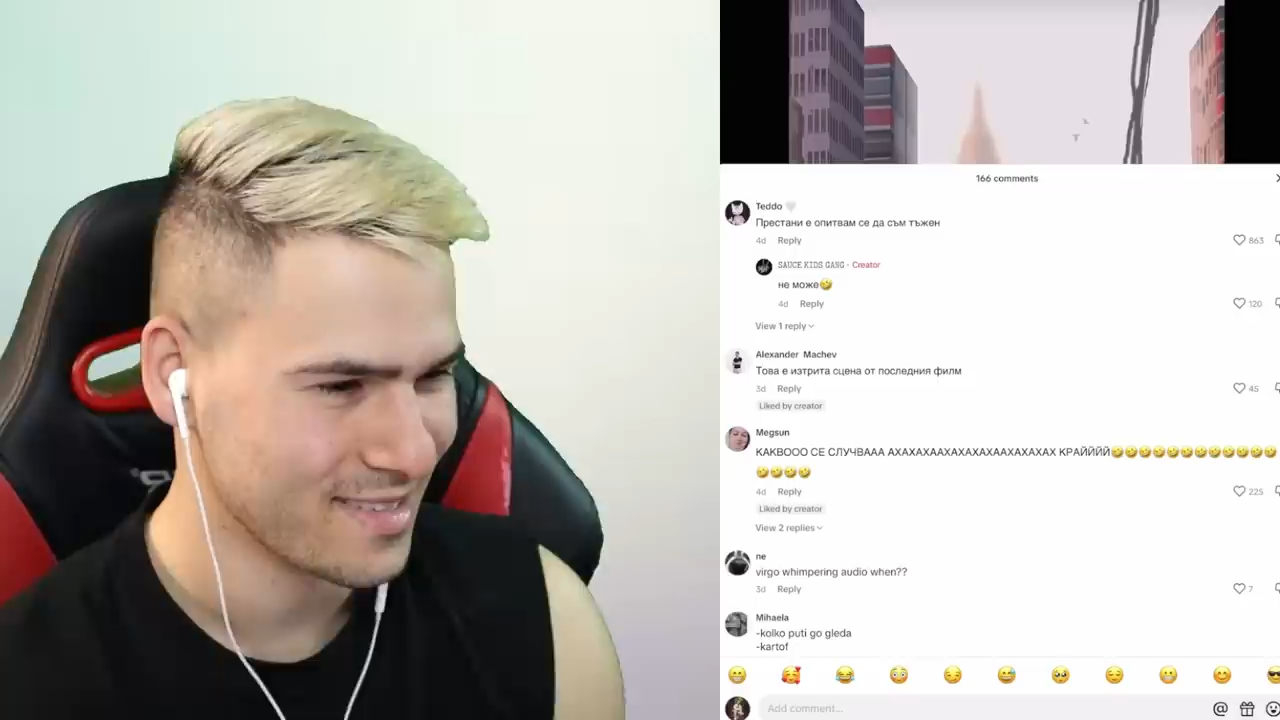 166 comments
Teddo 🤍
Престани е опитвам се да съм тъжен
4d Reply
863
SAUCE KIDS GANG · Creator
не може🤣
4d Reply
120
View 1 reply
Alexander Machev
Това е изтрита сцена от последния филм
3d Reply
45
Liked by creator
Megsun
КАКВООО СЕ СЛУЧВААА АХАХАХААХАХАХАХААХАХАХАХ КРАЙЙЙЙ🤣🤣🤣🤣🤣🤣🤣🤣🤣🤣🤣🤣
🤣🤣🤣🤣
4d Reply
225
Liked by creator
View 2 replies
ne
virgo whimpering audio when??
3d Reply
7
Mihaela
-kolko puti go gleda
-kartof
Add comment...
@